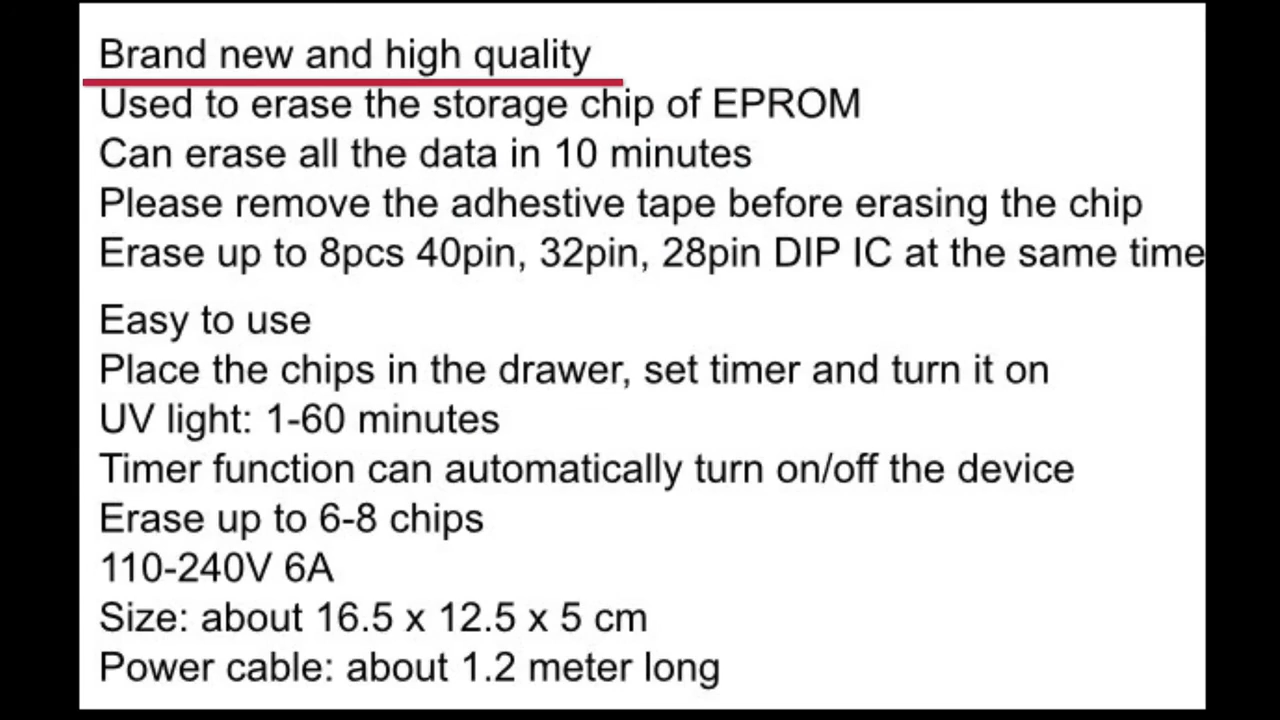 Brand new and high quality
Used to erase the storage chip of EPROM
Can erase all the data in 10 minutes
Please remove the adhestive tape before erasing the chip
Erase up to 8pcs 40pin, 32pin, 28pin DIP IC at the same time
Easy to use
Place the chips in the drawer, set timer and turn it on
UV light: 1-60 minutes
Timer function can automatically turn on/off the device
Erase up to 6-8 chips
110-240V 6A
Size: about 16.5 x 12.5 x 5 cm
Power cable: about 1.2 meter long